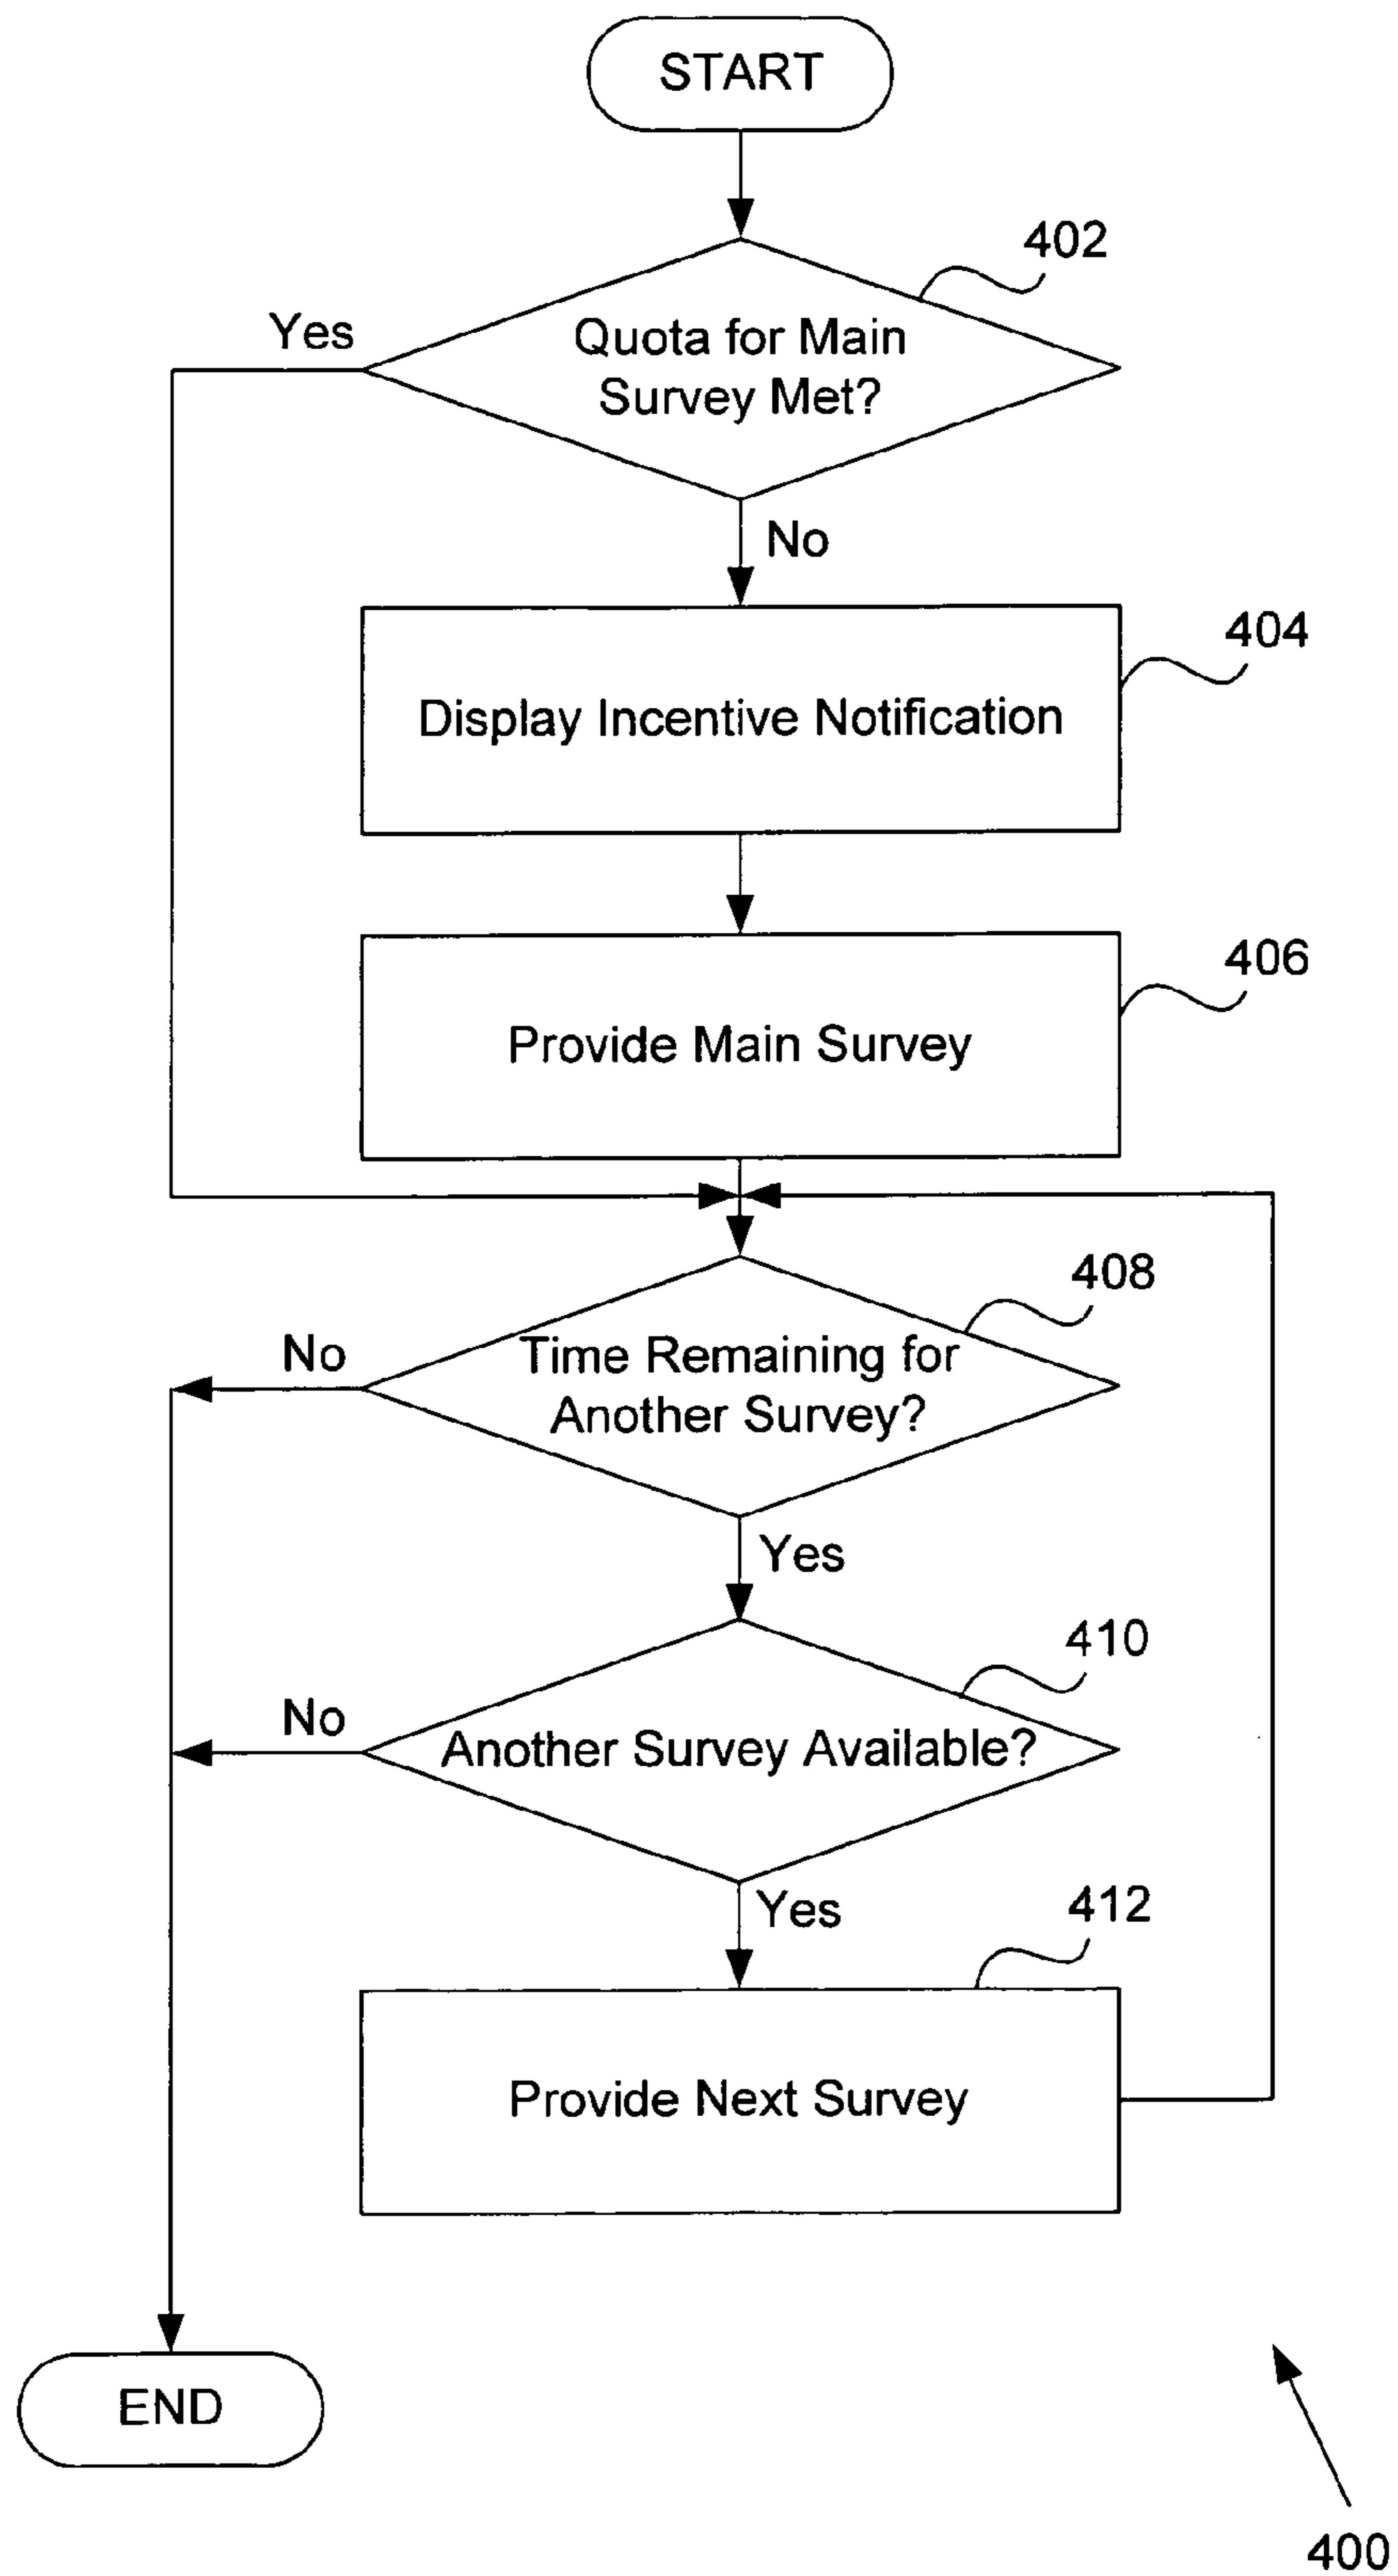 START
402
Yes
Quota for Main
Survey Met?
No
404
Display Incentive Notification
406
Provide Main Survey
408
No
Time Remaining for
Another Survey?
Yes
410
No
Another Survey Available?
Yes
412
Provide Next Survey
END
400